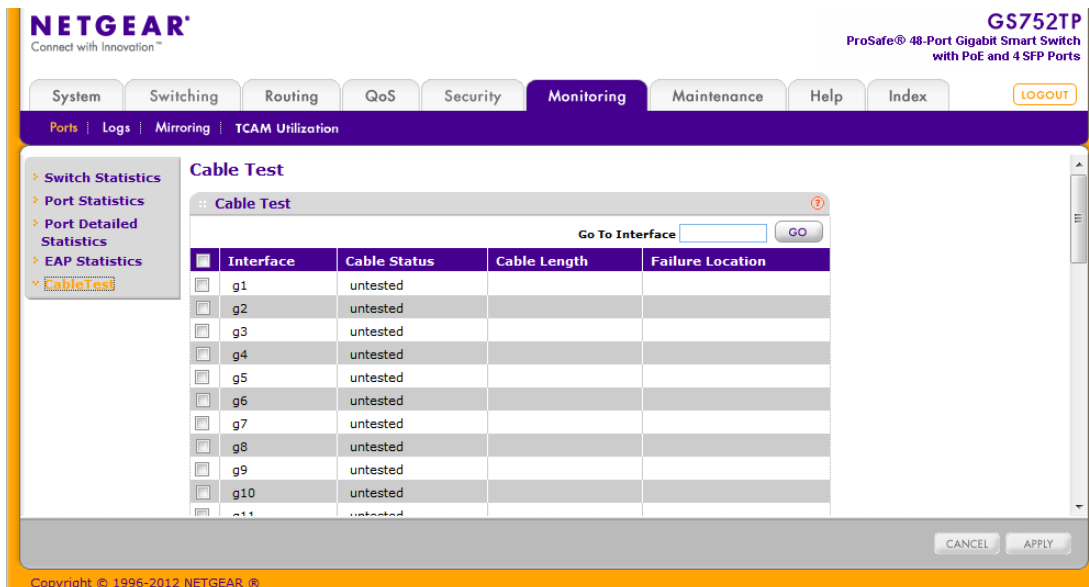 NETGEAR®
Connect with Innovation™
GS752TP
ProSafe® 48-Port Gigabit Smart Switch
with PoE and 4 SFP Ports
System Switching Routing QoS Security Monitoring Maintenance Help Index LOGOUT
Ports Logs Mirroring TCAM Utilization
Switch Statistics
Port Statistics
Port Detailed
Statistics
EAP Statistics
CableTest
Cable Test
Cable Test ?
Go To Interface GO
Interface Cable Status Cable Length Failure Location
g1 untested
g2 untested
g3 untested
g4 untested
g5 untested
g6 untested
g7 untested
g8 untested
g9 untested
g10 untested
g11 untested
CANCEL APPLY
Copyright © 1996-2012 NETGEAR ®